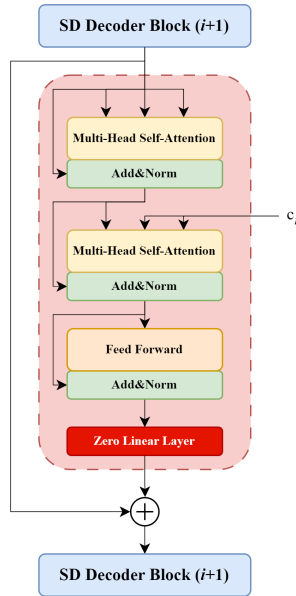 SD Decoder Block (i+1)
Multi-Head Self-Attention
Add&Norm
c
Multi-Head Self-Attention
Add&Norm
Feed Forward
Add&Norm
Zero Linear Layer
+
SD Decoder Block (i+1)